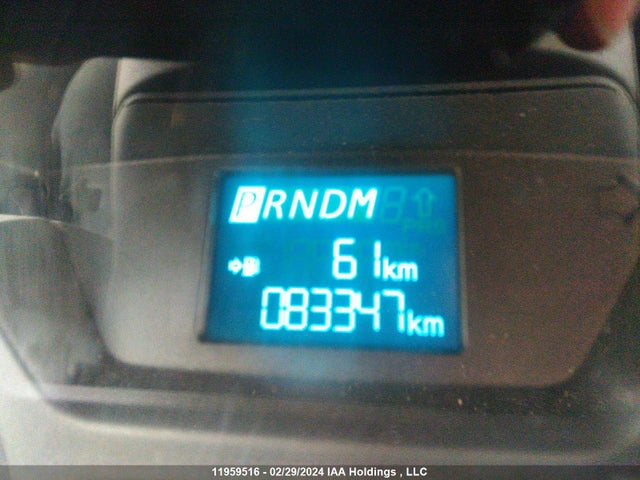 PRNDM
61km
083347km
11959516 - 02/29/2024 IAA Holdings , LLC